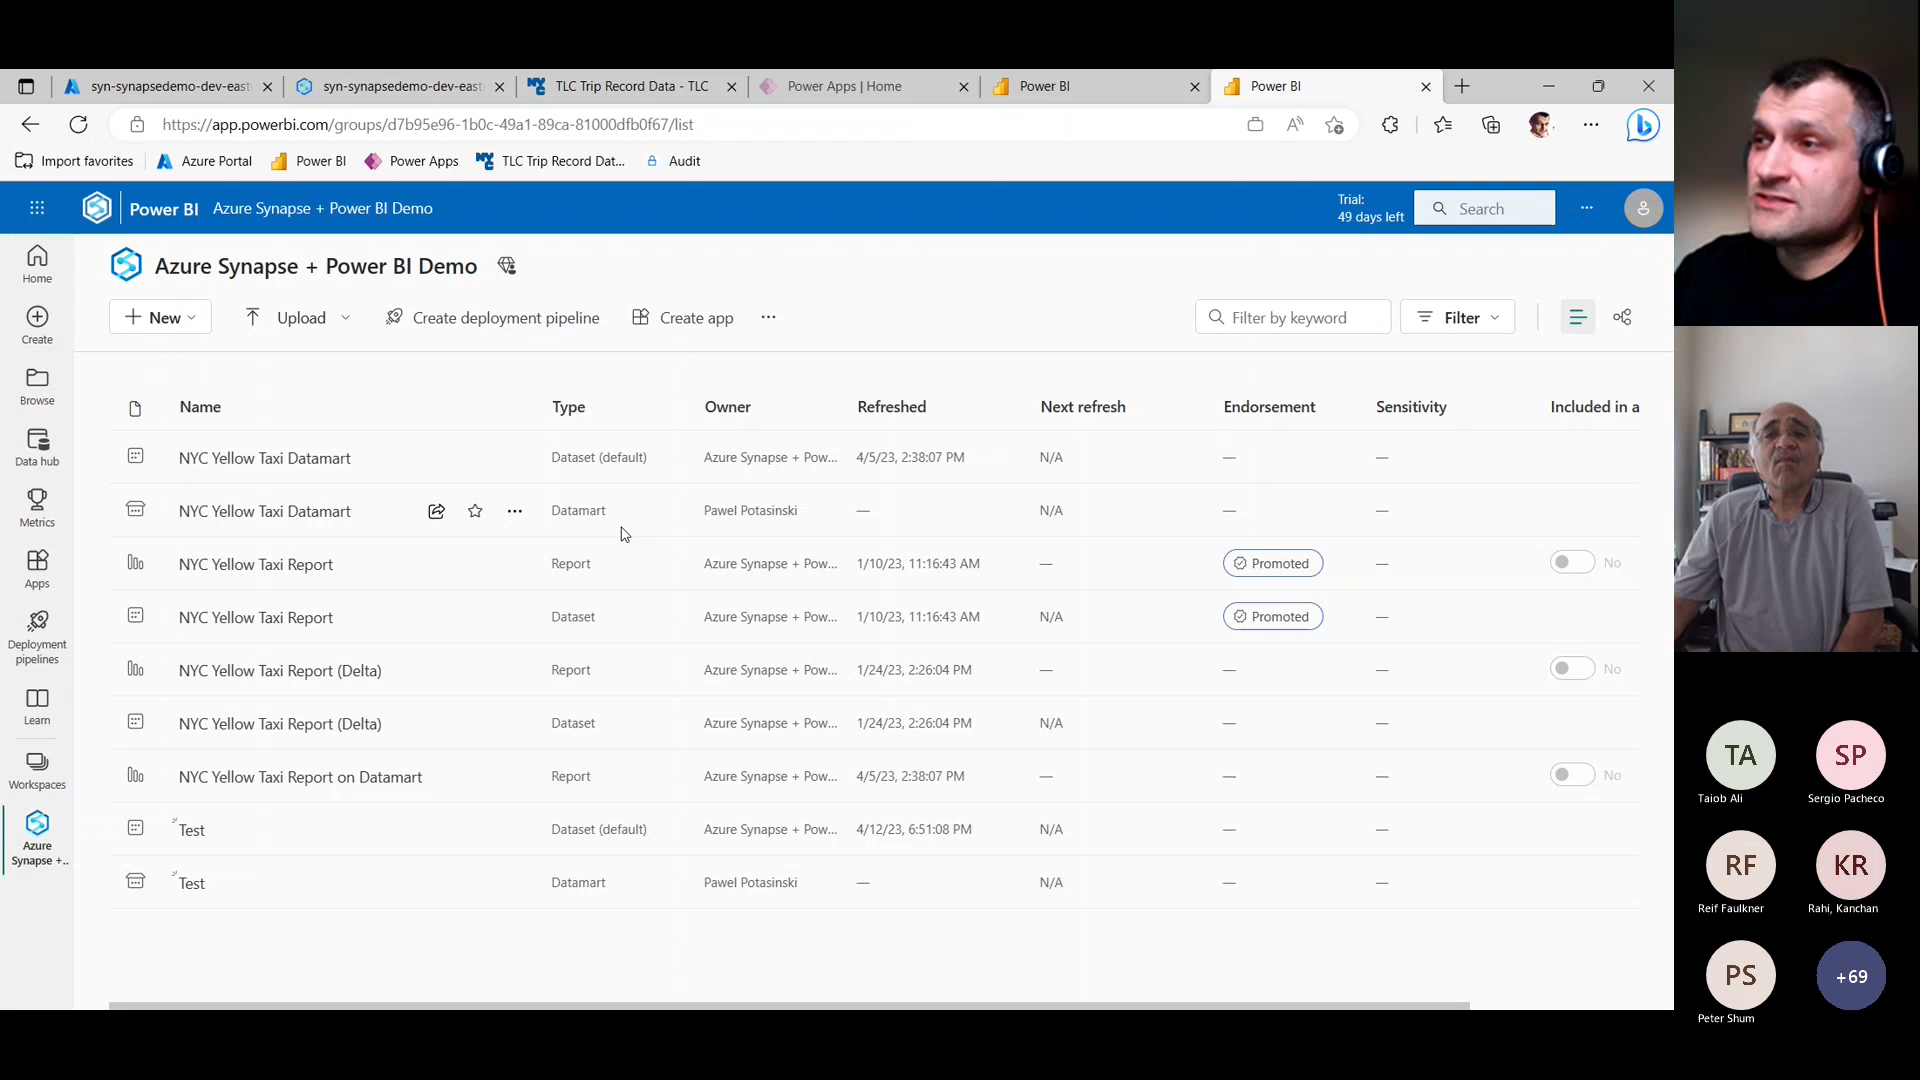 syn-synapsedemo-dev-east
syn-synapsedemo-dev-east
TLC Trip Record Data - TLC
Power Apps | Home
Power BI
Power BI
https://app.powerbi.com/groups/d7b95e96-1b0c-49a1-89ca-81000dfb0f67/list
Import favorites
Azure Portal
Power BI
Power Apps
TLC Trip Record Dat...
Audit
Power BI Azure Synapse + Power BI Demo
Trial:
49 days left
Search
Home
Create
Browse
Data hub
Metrics
Apps
Deployment
pipelines
Learn
Workspaces
Azure
Synapse +..
Azure Synapse + Power BI Demo
New
Upload
Create deployment pipeline
Create app
Filter by keyword
Filter
Name Type Owner Refreshed Next refresh Endorsement Sensitivity Included in a
NYC Yellow Taxi Datamart Dataset (default) Azure Synapse + Pow... 4/5/23, 2:38:07 PM N/A — —
NYC Yellow Taxi Datamart Datamart Pawel Potasinski — N/A — —
NYC Yellow Taxi Report Report Azure Synapse + Pow... 1/10/23, 11:16:43 AM — Promoted — No
NYC Yellow Taxi Report Dataset Azure Synapse + Pow... 1/10/23, 11:16:43 AM N/A Promoted —
NYC Yellow Taxi Report (Delta) Report Azure Synapse + Pow... 1/24/23, 2:26:04 PM — — — No
NYC Yellow Taxi Report (Delta) Dataset Azure Synapse + Pow... 1/24/23, 2:26:04 PM N/A — —
NYC Yellow Taxi Report on Datamart Report Azure Synapse + Pow... 4/5/23, 2:38:07 PM — — — No
Test Dataset (default) Azure Synapse + Pow... 4/12/23, 6:51:08 PM N/A — —
Test Datamart Pawel Potasinski — N/A — —
TA
Taiob Ali
SP
Sergio Pacheco
RF
Reif Faulkner
KR
Rahi, Kanchan
PS
Peter Shum
+69